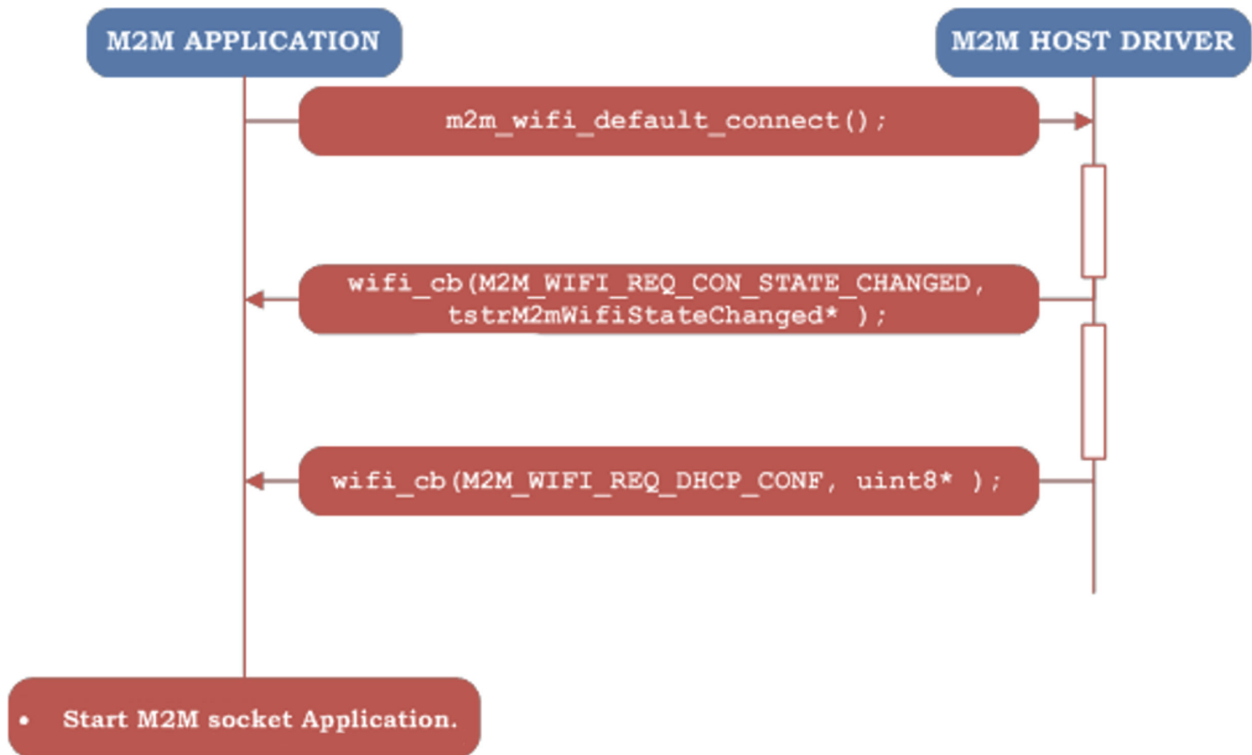 M2M APPLICATION
M2M HOST DRIVER
m2m_wifi_default_connect();
wifi_cb(M2M_WIFI_REQ_CON_STATE_CHANGED,
tstrM2mWifiStateChanged* );
wifi_cb(M2M_WIFI_REQ_DHCP_CONF, uint8* );
• Start M2M socket Application.